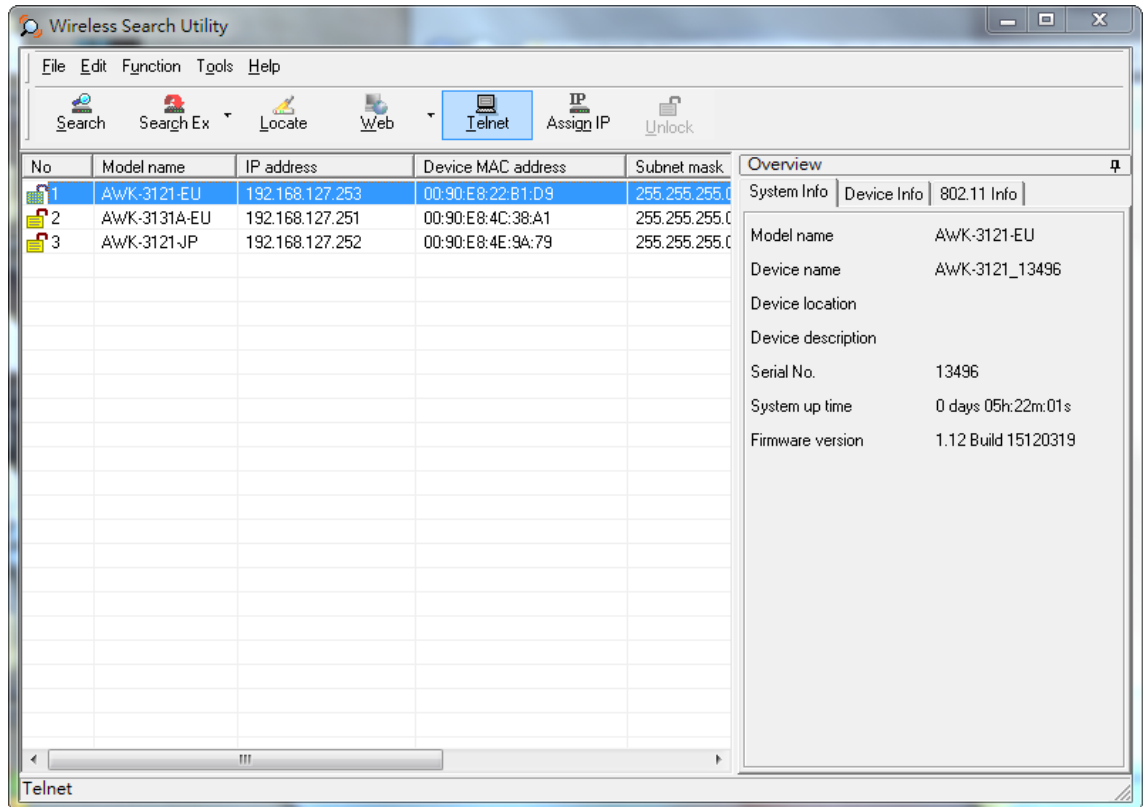 Wireless Search Utility
File Edit Function Tools Help
Search Search Ex Locate Web Telnet Assign IP Unlock
No Model name IP address Device MAC address Subnet mask
1 AWK-3121-EU 192.168.127.253 00:90:E8:22:B1:D9 255.255.255.0
2 AWK-3131A-EU 192.168.127.251 00:90:E8:4C:38:A1 255.255.255.0
3 AWK-3121-JP 192.168.127.252 00:90:E8:4E:9A:79 255.255.255.0
Overview
System Info Device Info 802.11 Info
Model name AWK-3121-EU
Device name AWK-3121_13496
Device location
Device description
Serial No. 13496
System up time 0 days 05h:22m:01s
Firmware version 1.12 Build 15120319
Telnet